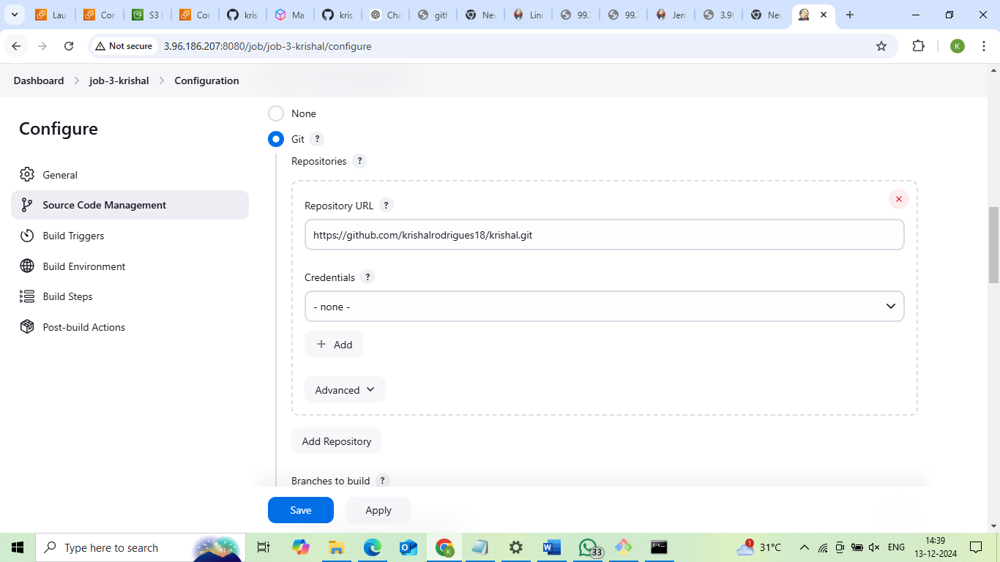 Lau
Cor
S3 l
Cor
kris
Ma
kris
Cha
gith
Nev
Linu
99.7
99.7
Jen
3.96
Nev
Not secure
3.96.186.207:8080/job/job-3-krishal/configure
K
Dashboard > job-3-krishal > Configuration
Configure
General
Source Code Management
Build Triggers
Build Environment
Build Steps
Post-build Actions
None
Git ?
Repositories ?
Repository URL ?
https://github.com/krishalrodrigues18/krishal.git
Credentials ?
- none -
+ Add
Advanced
Add Repository
Branches to build ?
Save
Apply
Type here to search
33
1
31°C
ENG
14:39
13-12-2024